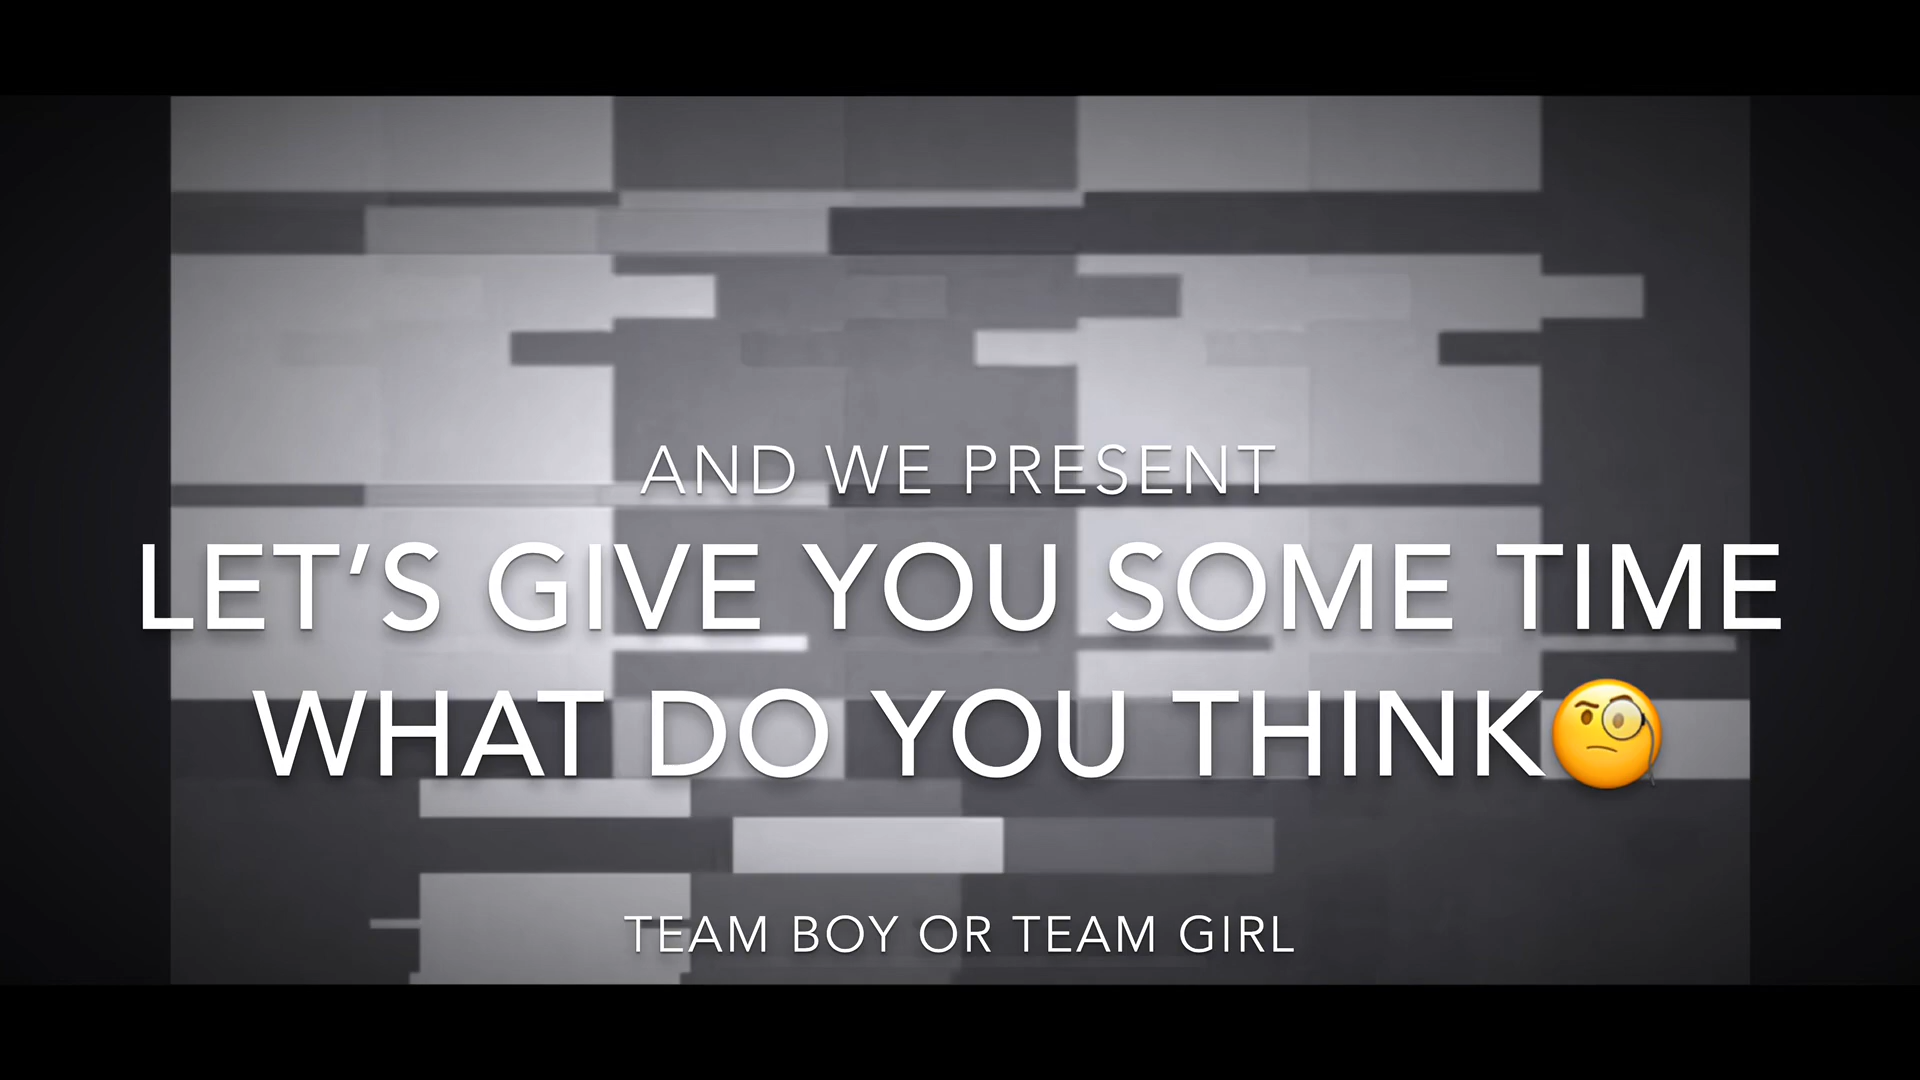 AND WE PRESENT
LET’S GIVE YOU SOME TIME
WHAT DO YOU THINK🧐
TEAM BOY OR TEAM GIRL